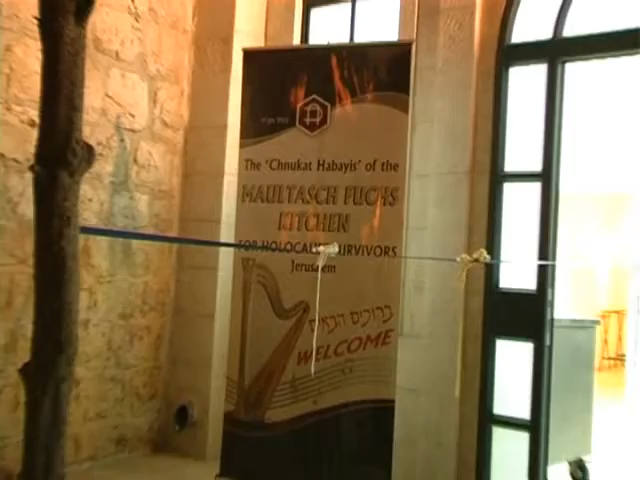 The 'Chnukat Habayis' of the
MAULTASCH FUCHS
KITCHEN
FOR HOLOCAUST SURVIVORS
Jerusalem
ברוכים הבאים
WELCOME